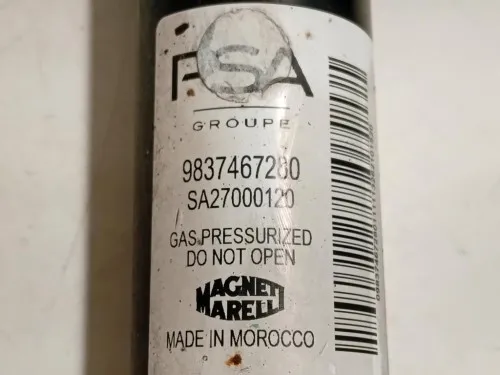 PSA
GROUPE
9837467280
SA27000120
GAS PRESSURIZED
DO NOT OPEN
MAGNETI
MARELLI
MADE IN MOROCCO